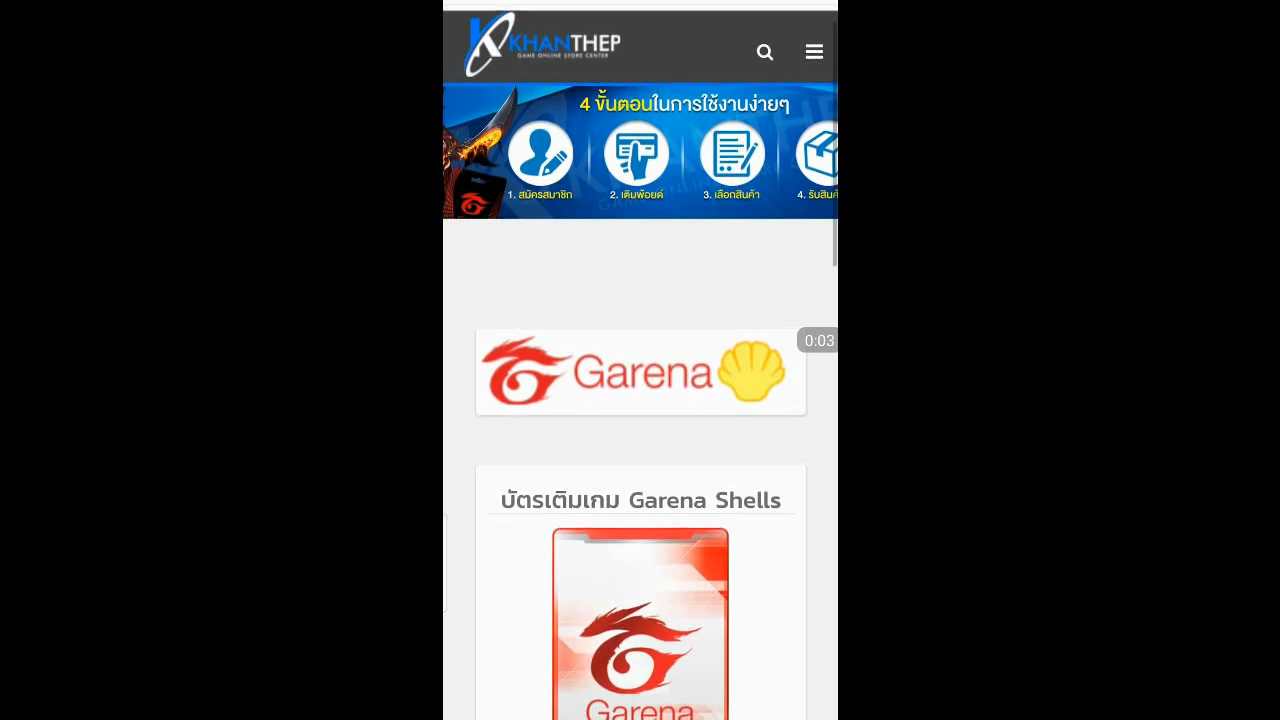 KHANTHEP
GAME ONLINE STORE CENTER
4 ขั้นตอนในการใช้งานง่ายๆ
1. สมัครสมาชิก
2. เติมพ้อยด์
3. เลือกสินค้า
4. รับสินค้
0:03
Garena
บัตรเติมเกม Garena Shells
Garena